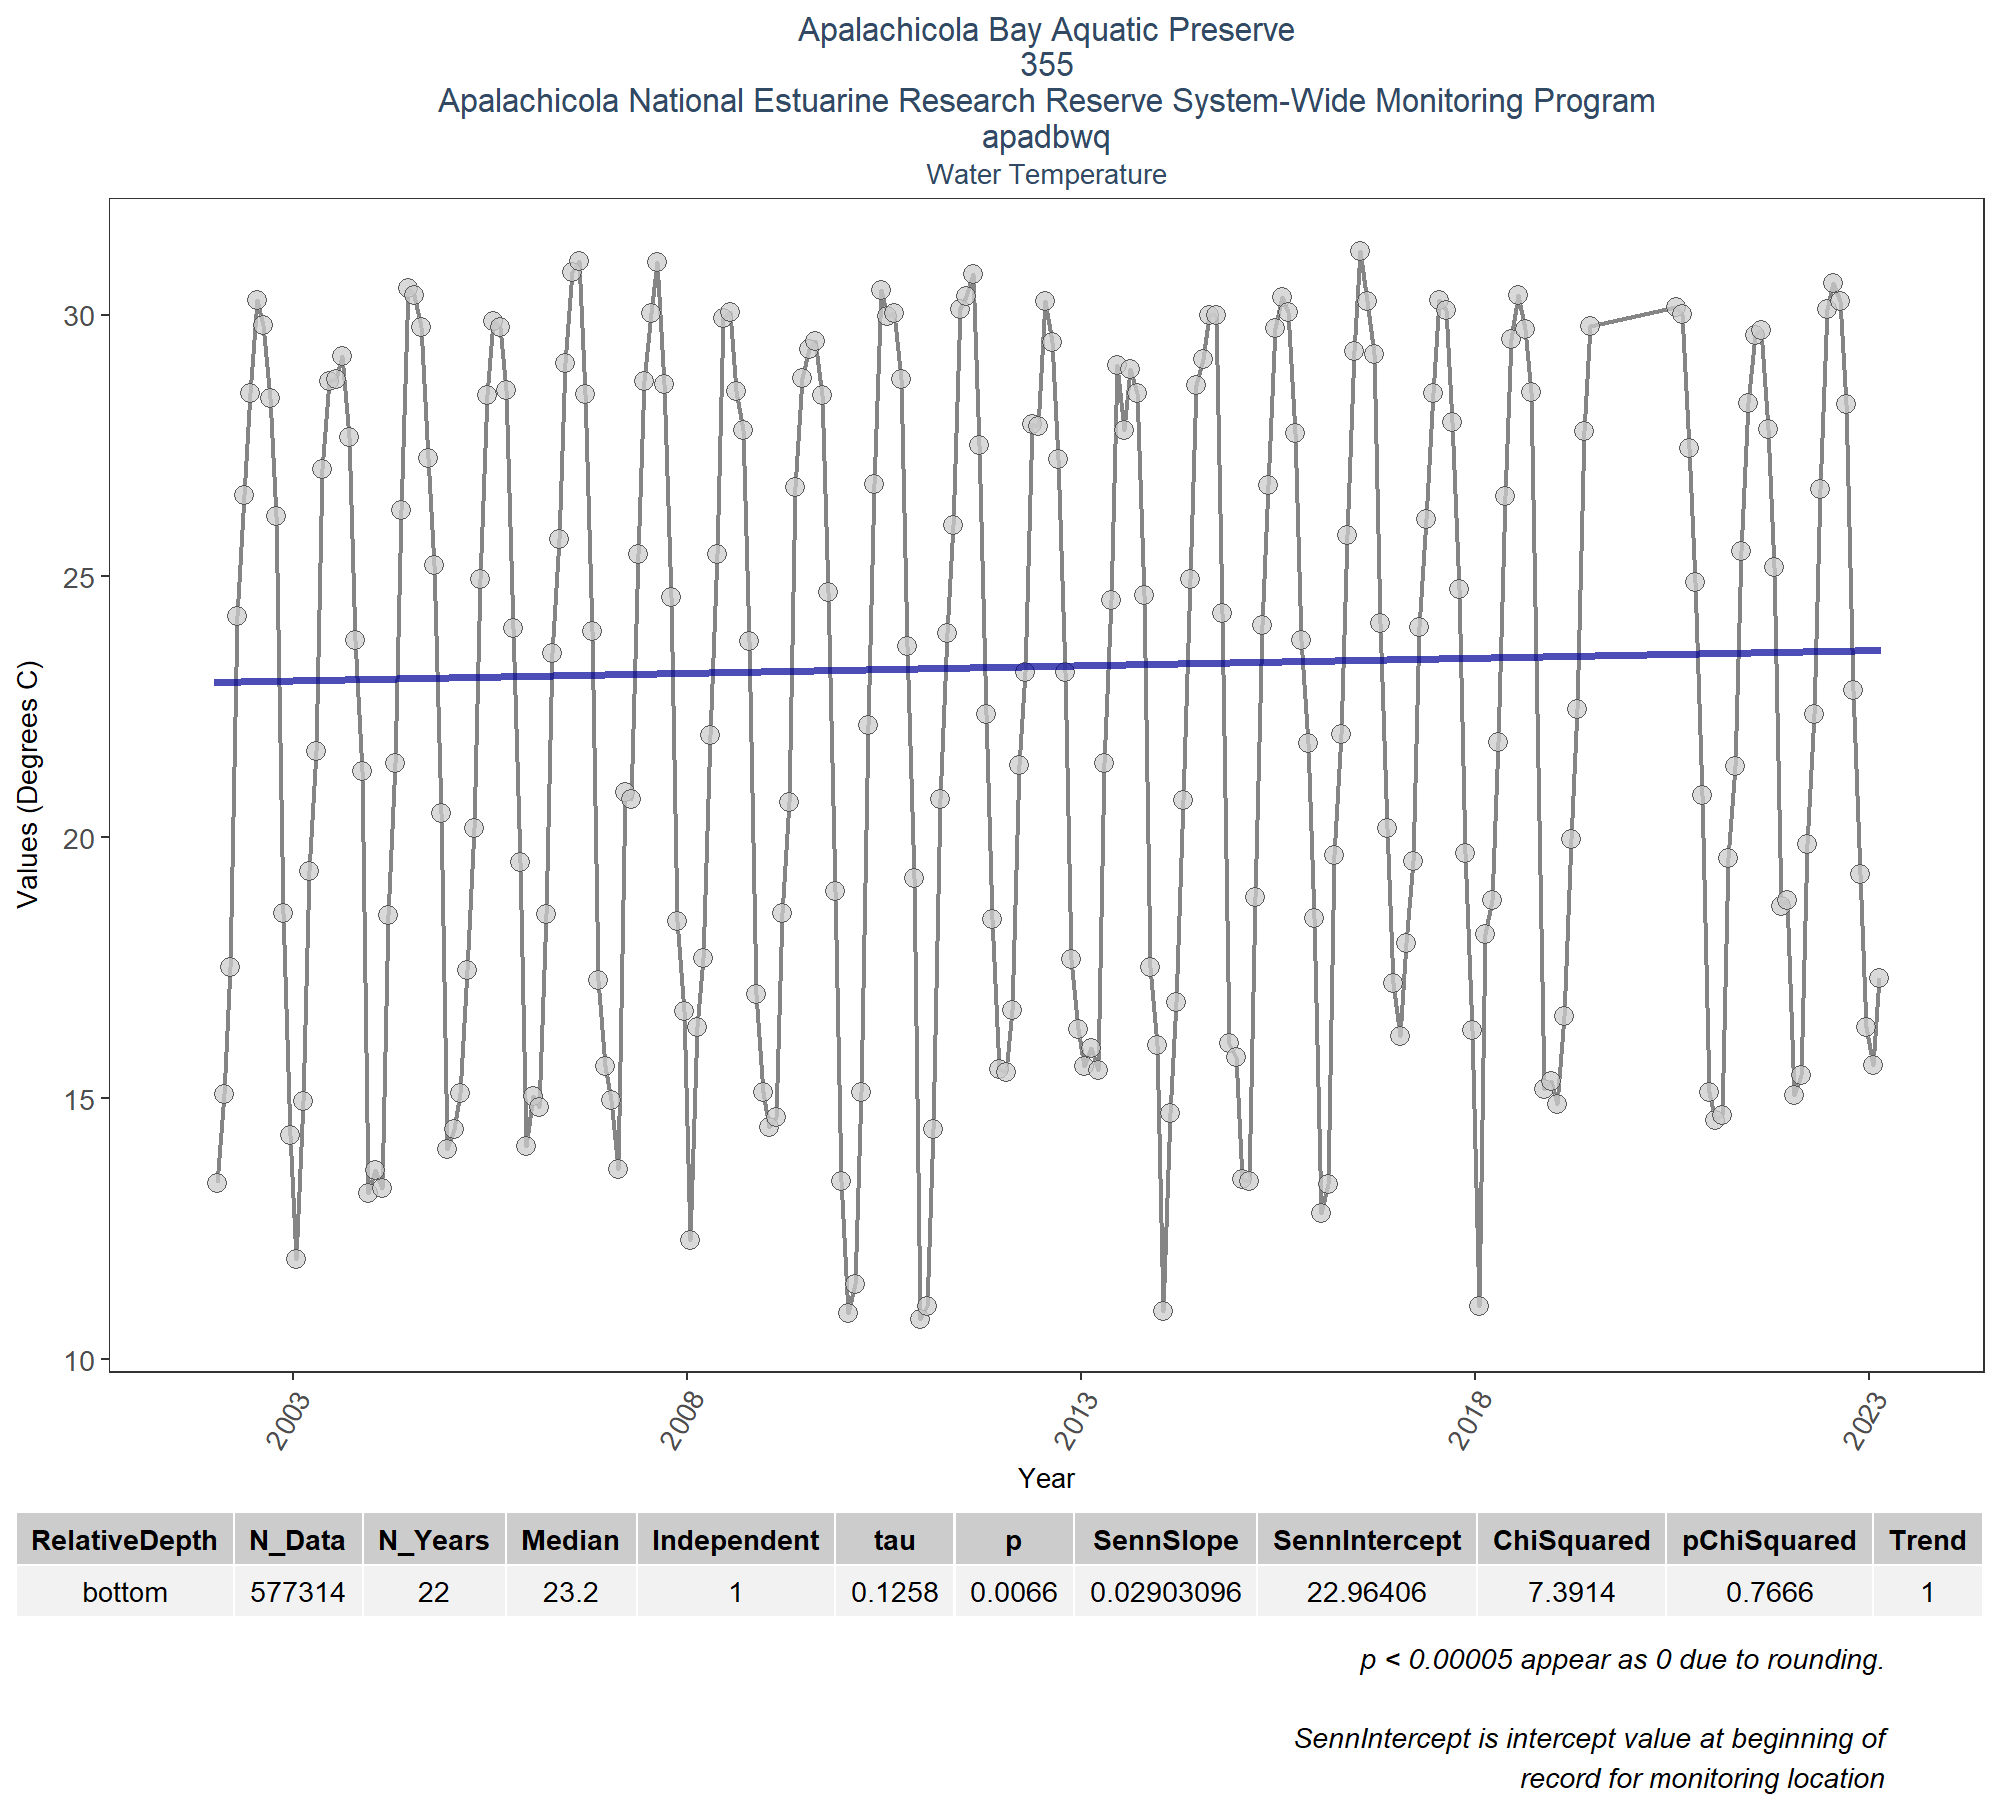 Apalachicola Bay Aquatic Preserve
355
Apalachicola National Estuarine Research Reserve System-Wide Monitoring Program
apadbwq
Water Temperature
Values (Degrees C)
30
25
20
15
10
2003 2008 2013 2018 2023
Year
RelativeDepth N_Data N_Years Median Independent tau p SennSlope SennIntercept ChiSquared pChiSquared Trend
bottom 577314 22 23.2 1 0.1258 0.0066 0.02903096 22.96406 7.3914 0.7666 1
p < 0.00005 appear as 0 due to rounding.
SennIntercept is intercept value at beginning of
record for monitoring location